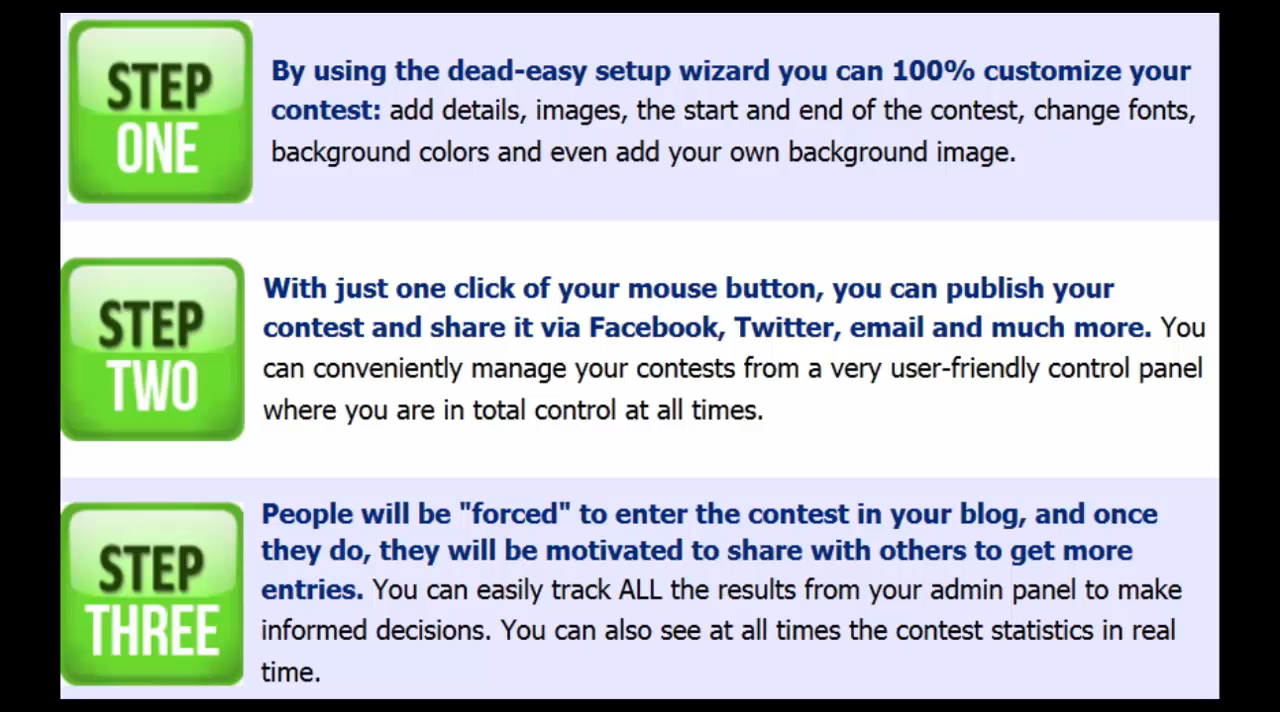 STEP
ONE
By using the dead-easy setup wizard you can 100% customize your
contest: add details, images, the start and end of the contest, change fonts,
background colors and even add your own background image.
STEP
TWO
With just one click of your mouse button, you can publish your
contest and share it via Facebook, Twitter, email and much more. You
can conveniently manage your contests from a very user-friendly control panel
where you are in total control at all times.
STEP
THREE
People will be "forced" to enter the contest in your blog, and once
they do, they will be motivated to share with others to get more
entries. You can easily track ALL the results from your admin panel to make
informed decisions. You can also see at all times the contest statistics in real
time.